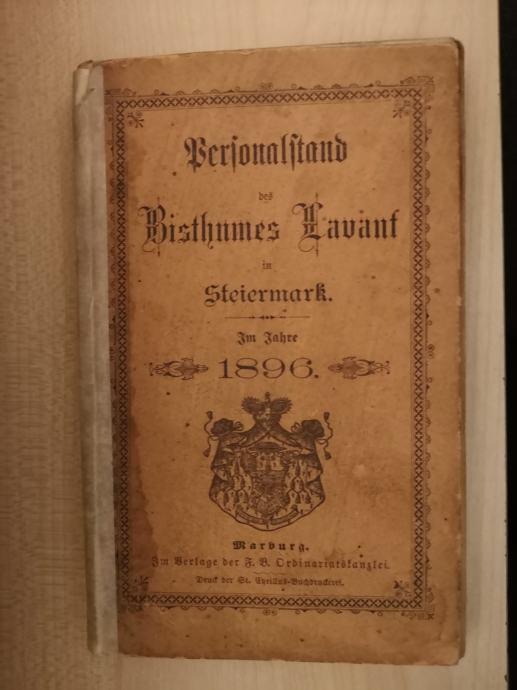 Personalstand
des
Bisthumes Lavant
in
Steiermark.
Im Jahre
1896.
Marburg.
Im Verlage der F. B. Ordinariatskanzlei.
Druck der St. Cyrillus-Buchdruckerei.